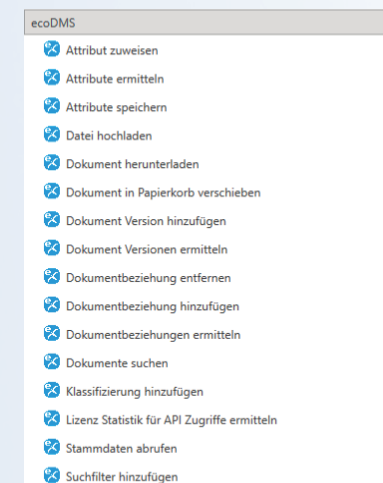 ecoDMS
Attribut zuweisen
Attribute ermitteln
Attribute speichern
Datei hochladen
Dokument herunterladen
Dokument in Papierkorb verschieben
Dokument Version hinzufügen
Dokument Versionen ermitteln
Dokumentbeziehung entfernen
Dokumentbeziehung hinzufügen
Dokumentbeziehungen ermitteln
Dokumente suchen
Klassifizierung hinzufügen
Lizenz Statistik für API Zugriffe ermitteln
Stammdaten abrufen
Suchfilter hinzufügen